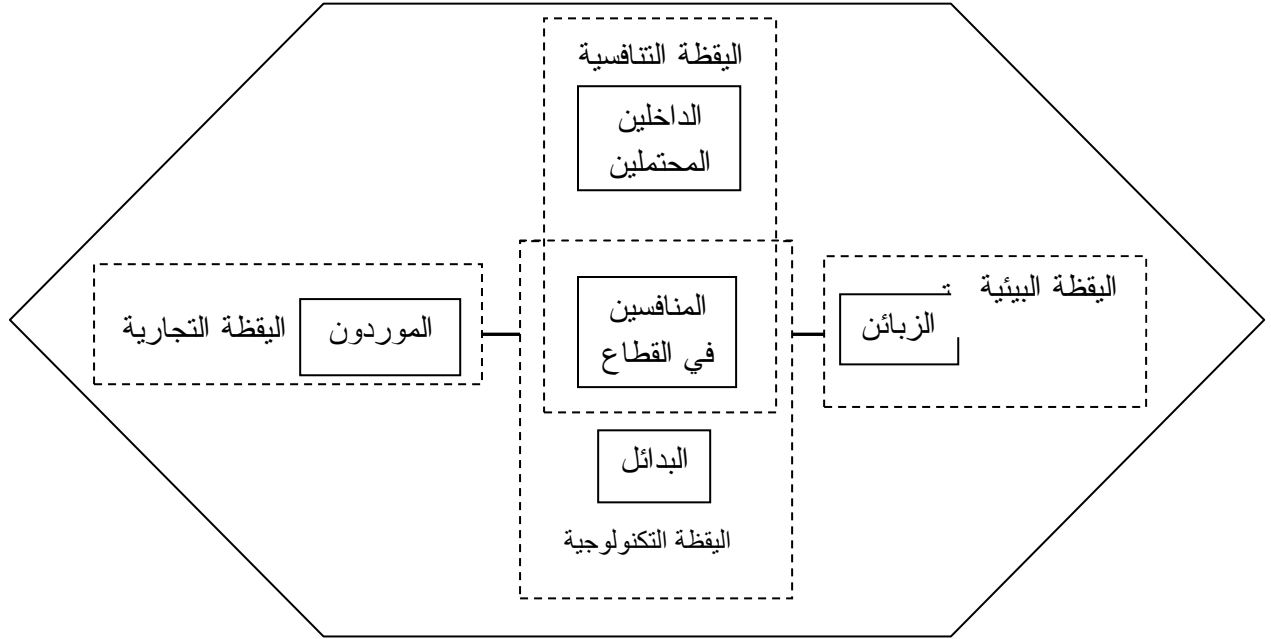 اليقظة التنافسية
الداخلين
المحتملين
اليقظة البيئية
ت
الزبائن
المنافسين
في القطاع
الموردون
اليقظة التجارية
البدائل
اليقظة التكنولوجية